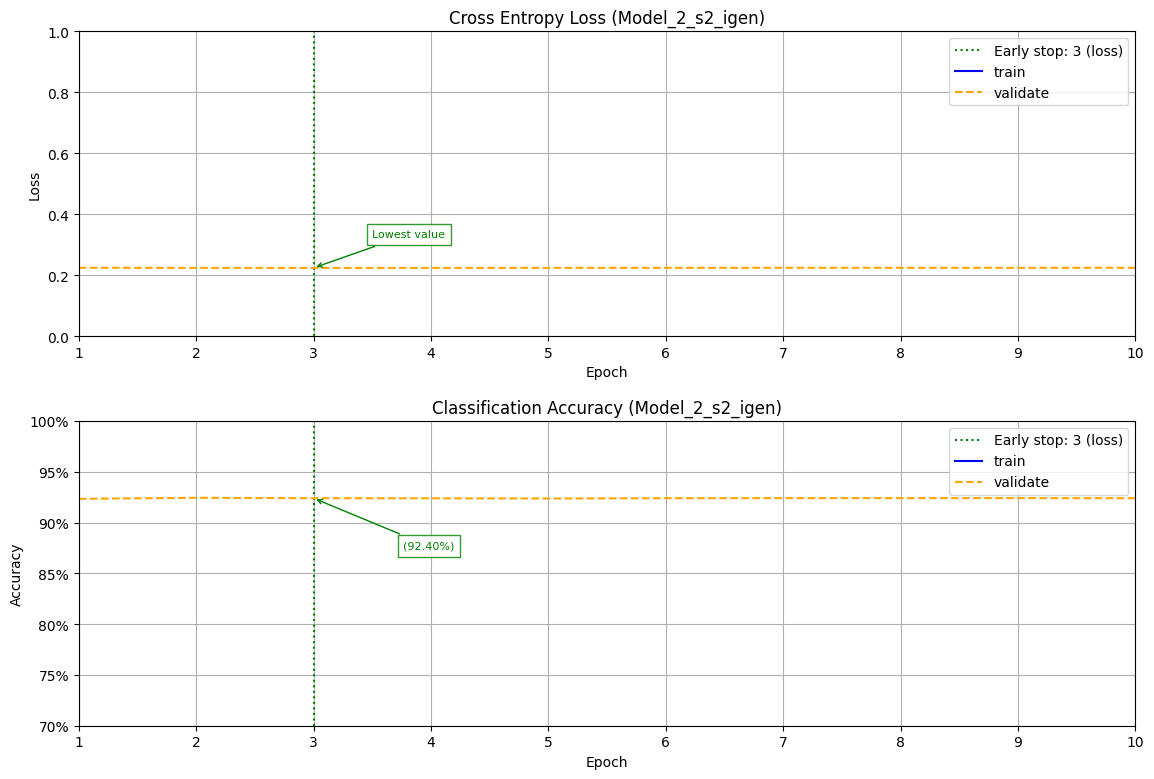 Cross Entropy Loss (Model_2_s2_igen)
1.0
0.8
0.6
0.4
0.2
0.0
Loss
Early stop: 3 (loss)
train
validate
Lowest value
1 2 3 4 5 6 7 8 9 10
Epoch
Classification Accuracy (Model_2_s2_igen)
100%
95%
90%
85%
80%
75%
70%
Accuracy
Early stop: 3 (loss)
train
validate
(92.40%)
1 2 3 4 5 6 7 8 9 10
Epoch